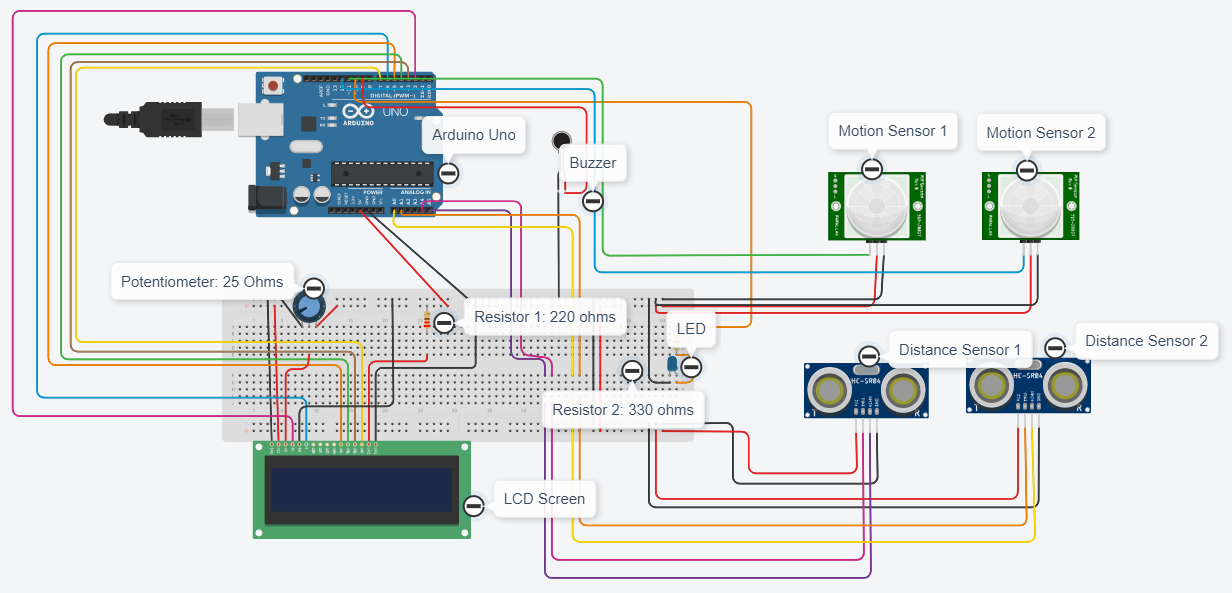 DIGITAL (PWM~)
UNO
ARDUINO
Arduino Uno
POWER
ANALOG IN
Buzzer
Motion Sensor 1
Motion Sensor 2
Potentiometer: 25 Ohms
Resistor 1: 220 ohms
LED
Distance Sensor 1
Distance Sensor 2
HC-SR04
HC-SR04
T
R
T
R
Resistor 2: 330 ohms
LCD Screen